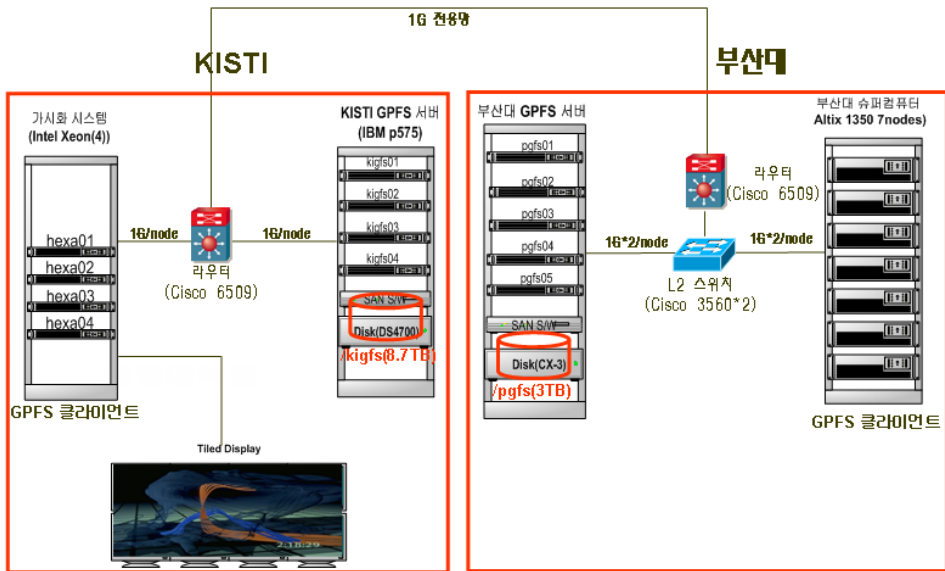 1G 전용망
KISTI
부산대
가시화 시스템
(Intel Xeon(4))
hexa01
hexa02
hexa03
hexa04
GPFS 클라이언트
1G/node
라우터
(Cisco 6509)
1G/node
KISTI GPFS 서버
(IBM p575)
kigfs01
kigfs02
kigfs03
kigfs04
SAN S/W
Disk(DS4700)
/kigfs(8.7TB)
Tiled Display
2:18:29
부산대 GPFS 서버
pgfs01
pgfs02
pgfs03
pgfs04
pgfs05
SAN S/W
Disk(CX-3)
/pgfs(3TB)
1G*2/node
라우터
(Cisco 6509)
L2 스위치
(Cisco 3560*2)
1G*2/node
부산대 슈퍼컴퓨터
Altix 1350 7nodes)
GPFS 클라이언트